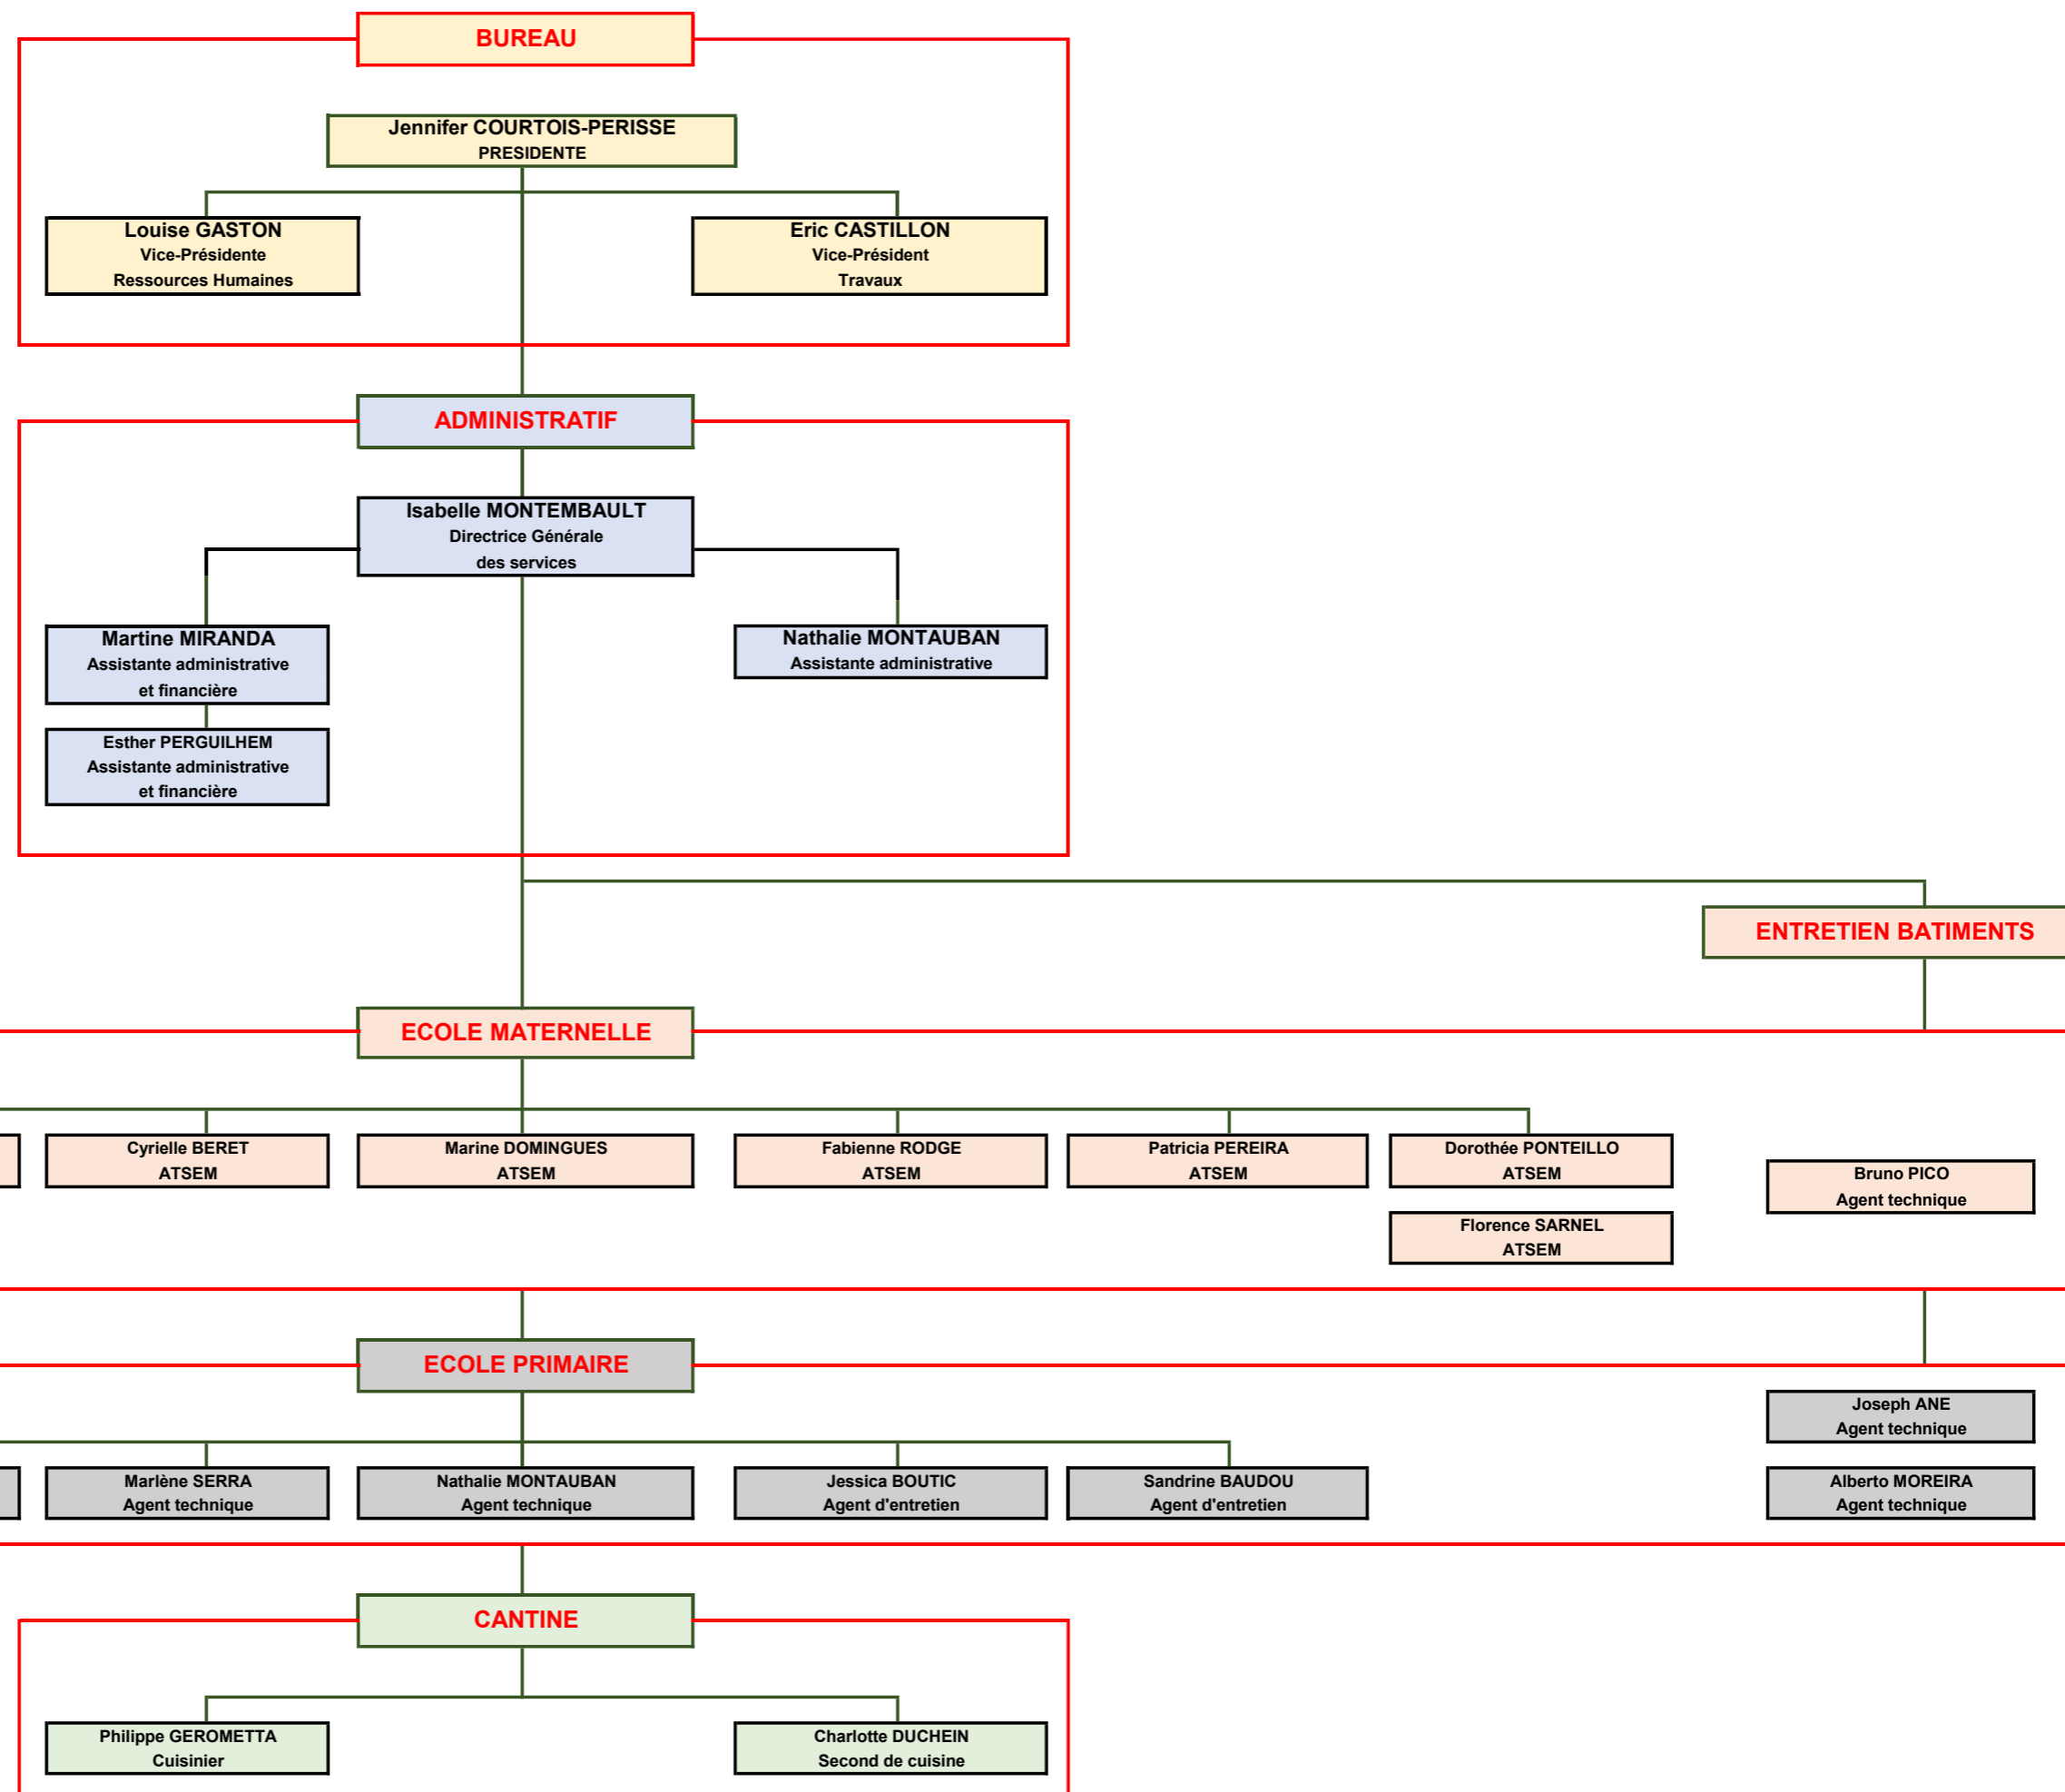 BUREAU
Jennifer COURTOIS-PERISSE
PRESIDENTE
Louise GASTON
Vice-Présidente
Ressources Humaines
Eric CASTILLON
Vice-Président
Travaux
ADMINISTRATIF
Isabelle MONTEMBAULT
Directrice Générale
des services
Martine MIRANDA
Assistante administrative
et financière
Nathalie MONTAUBAN
Assistante administrative
Esther PERGUILHEM
Assistante administrative
et financière
ENTRETIEN BATIMENTS
ECOLE MATERNELLE
Cyrielle BERET
ATSEM
Marine DOMINGUES
ATSEM
Fabienne RODGE
ATSEM
Patricia PEREIRA
ATSEM
Dorothée PONTEILLO
ATSEM
Bruno PICO
Agent technique
Florence SARNEL
ATSEM
ECOLE PRIMAIRE
Joseph ANE
Agent technique
Marlène SERRA
Agent technique
Nathalie MONTAUBAN
Agent technique
Jessica BOUTIC
Agent d'entretien
Sandrine BAUDOU
Agent d'entretien
Alberto MOREIRA
Agent technique
CANTINE
Philippe GEROMETTA
Cuisinier
Charlotte DUCHEIN
Second de cuisine